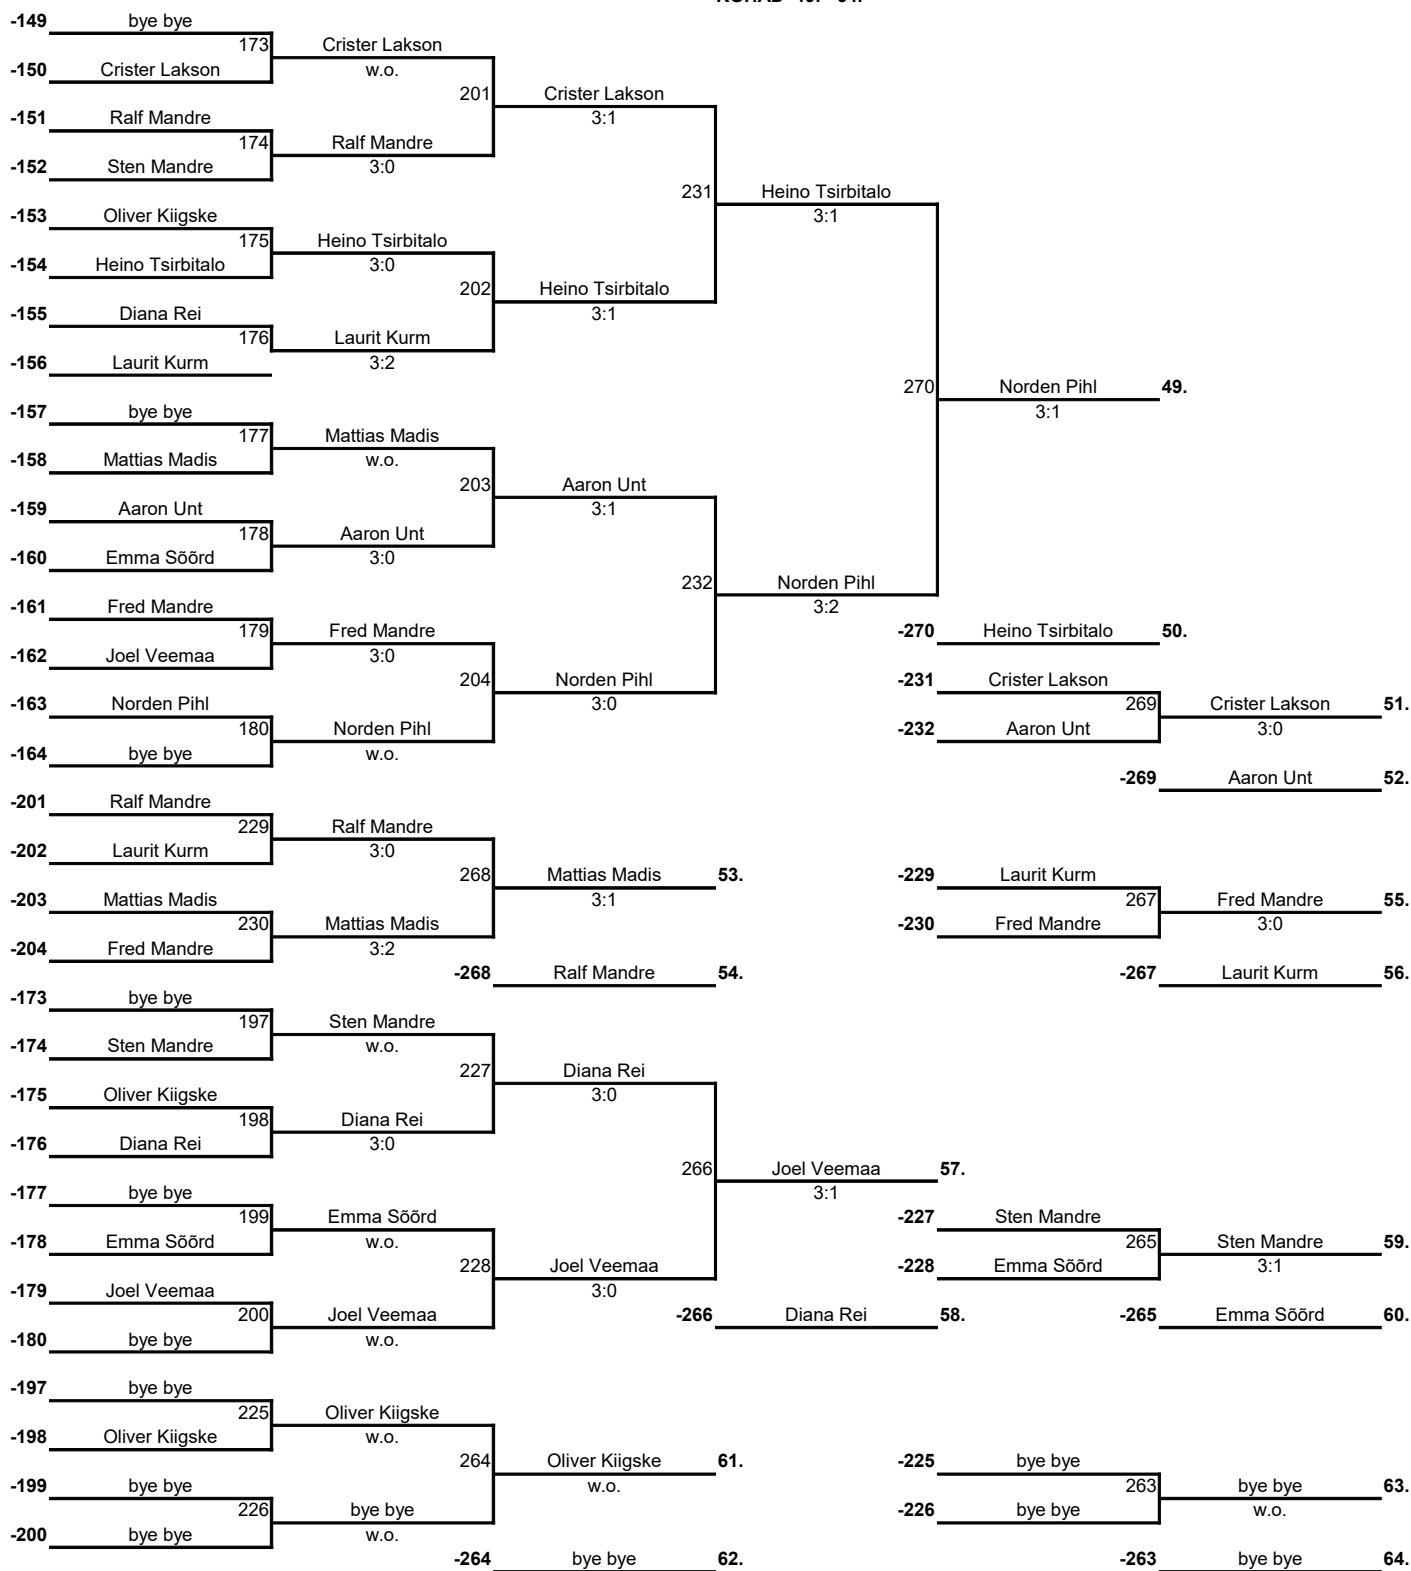 KOHAD 49. - 64.
-149 bye bye
173 Crister Lakson
-150 Crister Lakson w.o.
201 Crister Lakson
-151 Ralf Mandre 3:1
174 Ralf Mandre
-152 Sten Mandre 3:0
231 Heino Tsirbitalo
-153 Oliver Kiigske 3:1
175 Heino Tsirbitalo
-154 Heino Tsirbitalo 3:0
202 Heino Tsirbitalo
-155 Diana Rei 3:1
176 Laurit Kurm
-156 Laurit Kurm 3:2
270 Norden Pihl 49.
-157 bye bye 3:1
177 Mattias Madis
-158 Mattias Madis w.o.
203 Aaron Unt
-159 Aaron Unt 3:1
178 Aaron Unt
-160 Emma Sõõrd 3:0
232 Norden Pihl
-161 Fred Mandre 3:2
179 Fred Mandre -270 Heino Tsirbitalo 50.
-162 Joel Veemaa 3:0
204 Norden Pihl -231 Crister Lakson
-163 Norden Pihl 3:0 269 Crister Lakson 51.
180 Norden Pihl -232 Aaron Unt 3:0
-164 bye bye w.o.
-269 Aaron Unt 52.
-201 Ralf Mandre
229 Ralf Mandre
-202 Laurit Kurm 3:0
268 Mattias Madis 53. -229 Laurit Kurm
-203 Mattias Madis 3:1 267 Fred Mandre 55.
230 Mattias Madis -230 Fred Mandre 3:0
-204 Fred Mandre 3:2
-268 Ralf Mandre 54. -267 Laurit Kurm 56.
-173 bye bye
197 Sten Mandre
-174 Sten Mandre w.o.
227 Diana Rei
-175 Oliver Kiigske 3:0
198 Diana Rei
-176 Diana Rei 3:0
266 Joel Veemaa 57.
-177 bye bye 3:1
199 Emma Sõõrd -227 Sten Mandre
-178 Emma Sõõrd w.o. 265 Sten Mandre 59.
228 Joel Veemaa -228 Emma Sõõrd 3:1
-179 Joel Veemaa 3:0
200 Joel Veemaa -266 Diana Rei 58. -265 Emma Sõõrd 60.
-180 bye bye w.o.
-197 bye bye
225 Oliver Kiigske
-198 Oliver Kiigske w.o.
264 Oliver Kiigske 61. -225 bye bye
-199 bye bye w.o. 263 bye bye 63.
226 bye bye -226 bye bye w.o.
-200 bye bye w.o.
-264 bye bye 62. -263 bye bye 64.